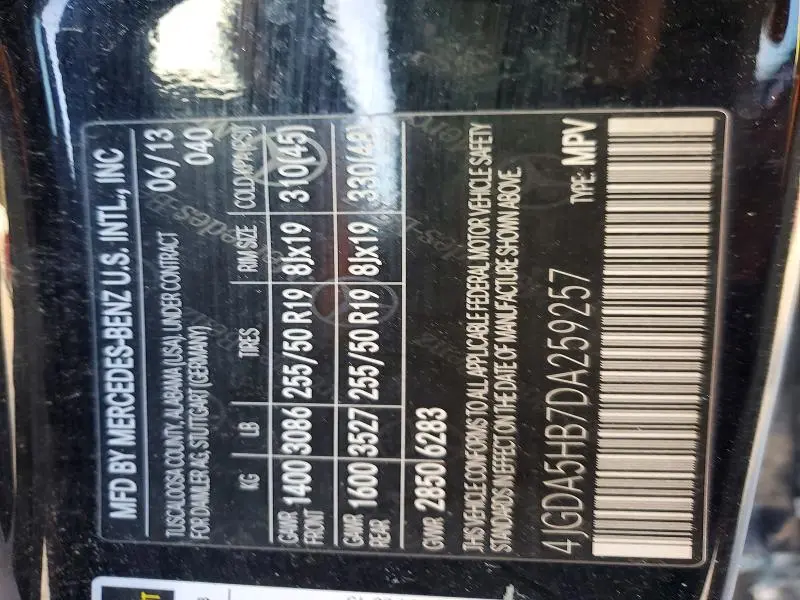 MFD BY MERCEDES-BENZ U.S. INTL., INC
06/13
TUSCALOOSA COUNTY, ALABAMA (USA) UNDER CONTRACT
040
FOR DAIMLER AG, STUTTGART (GERMANY)
KG LB TIRES RIM SIZE
GAWR FRONT 1400 3086 255/50 R19 8Jx19 310(45)
GAWR REAR 1600 3527 255/50 R19 8Jx19
GVWR 2850 6283
THIS VEHICLE CONFORMS TO ALL APPLICABLE FEDERAL MOTOR VEHICLE SAFETY
STANDARDS IN EFFECT ON THE DATE OF MANUFACTURE SHOWN ABOVE.
4JGDA5HB7DA259257 TYPE: MPV